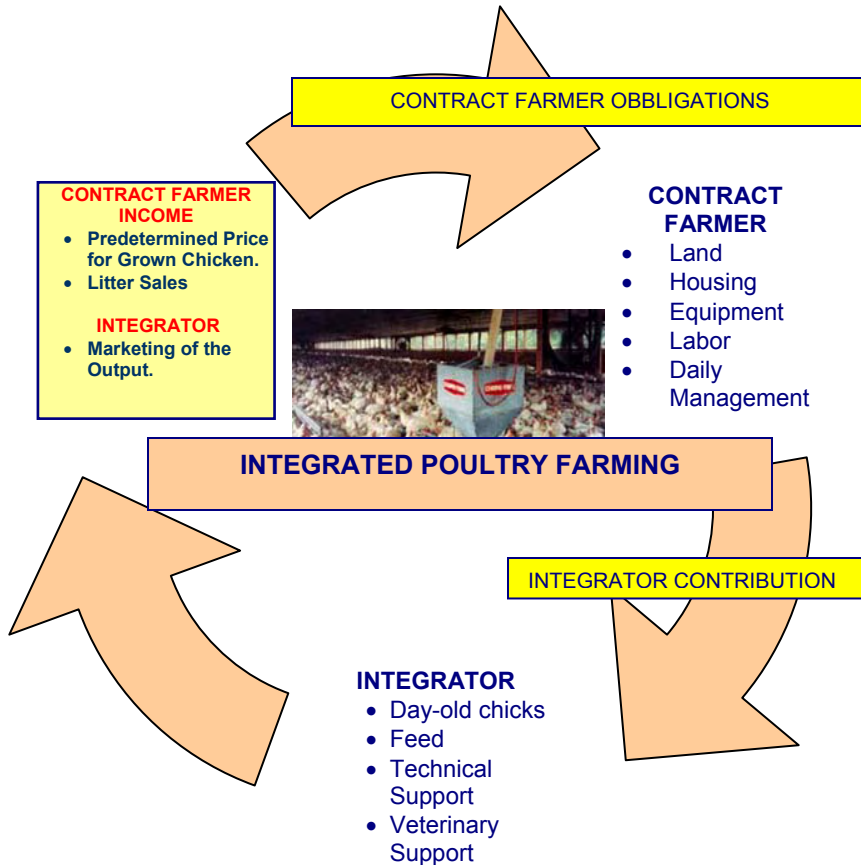 CONTRACT FARMER OBBLIGATIONS
CONTRACT FARMER
INCOME
• Predetermined Price
for Grown Chicken.
• Litter Sales
INTEGRATOR
• Marketing of the
Output.
CONTRACT
FARMER
• Land
• Housing
• Equipment
• Labor
• Daily
Management
INTEGRATED POULTRY FARMING
INTEGRATOR CONTRIBUTION
INTEGRATOR
• Day-old chicks
• Feed
• Technical
Support
• Veterinary
Support